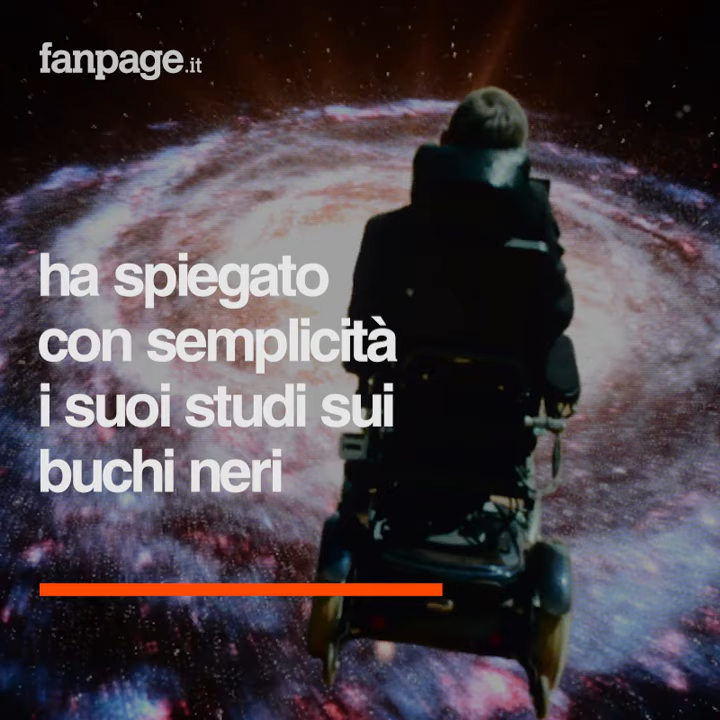 fanpage.it
ha spiegato
con semplicità
i suoi studi sui
buchi neri